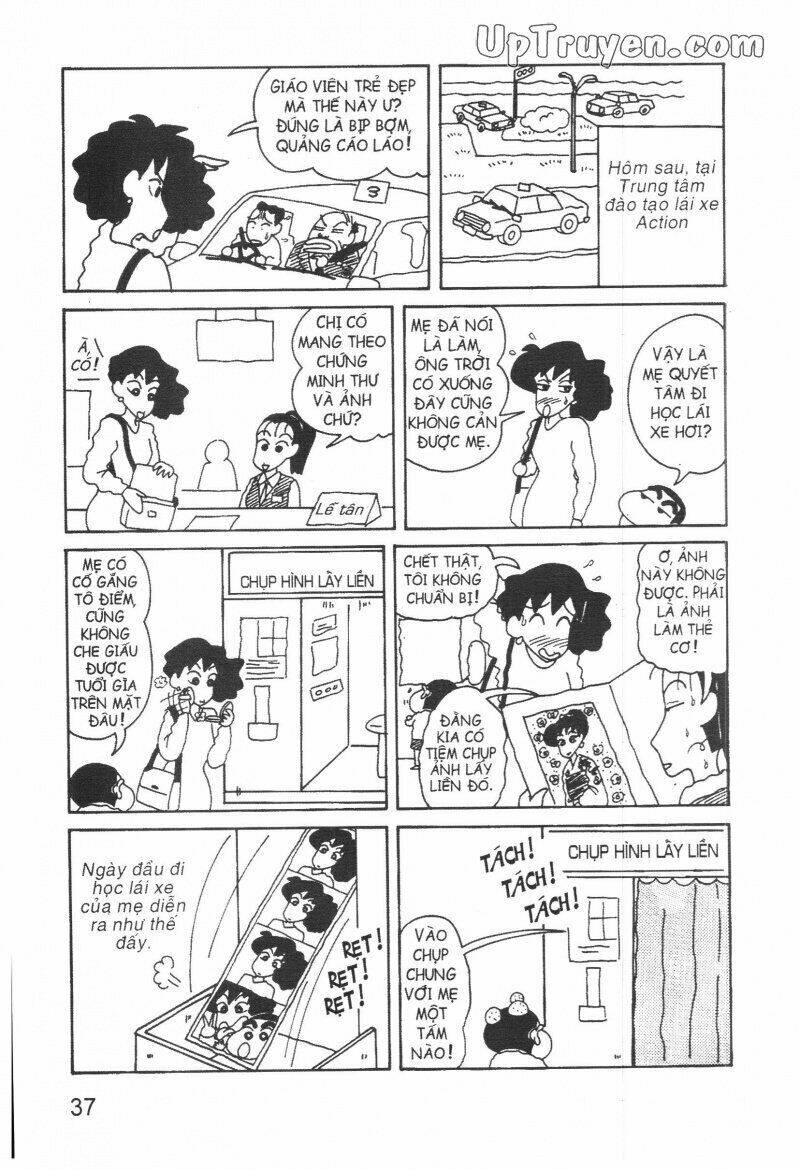 UpTruyen.com
Hôm sau, tại
Trung tâm
đào tạo lái xe
Action
GIÁO VIÊN TRẺ ĐẸP
MÀ THẾ NÀY Ư?
ĐÚNG LÀ BỊP BỢM,
QUẢNG CÁO LÁO!
3
VẬY LÀ
MẸ QUYẾT
TÂM ĐI
HỌC LÁI
XE HƠI?
MẸ ĐÃ NÓI
LÀ LÀM,
ÔNG TRỜI
CÓ XUỐNG
ĐÂY CŨNG
KHÔNG CẢN
ĐƯỢC MẸ.
CHỊ CÓ
MANG THEO
CHỨNG
MINH THƯ
VÀ ẢNH
CHỨ?
À,
CÓ!
Lễ tân
Ơ, ẢNH
NÀY KHÔNG
ĐƯỢC. PHẢI
LÀ ẢNH
LÀM THẺ
CƠ!
CHẾT THẬT,
TÔI KHÔNG
CHUẨN BỊ!
ĐẰNG
KIA CÓ
TIỆM CHỤP
ẢNH LẤY
LIỀN ĐÓ.
CHỤP HÌNH LẤY LIỀN
MẸ CÓ
CỐ GẮNG
TÔ ĐIỂM,
CŨNG
KHÔNG
CHE GIẤU
ĐƯỢC
TUỔI GIÀ
TRÊN MẶT
ĐÂU!
CHỤP HÌNH LẤY LIỀN
TÁCH!
TÁCH!
TÁCH!
VÀO
CHỤP
CHUNG
VỚI MẸ
MỘT
TẤM
NÀO!
Ngày đầu đi
học lái xe
của mẹ diễn
ra như thế
đấy.
RẸT!
RẸT!
RẸT!
37